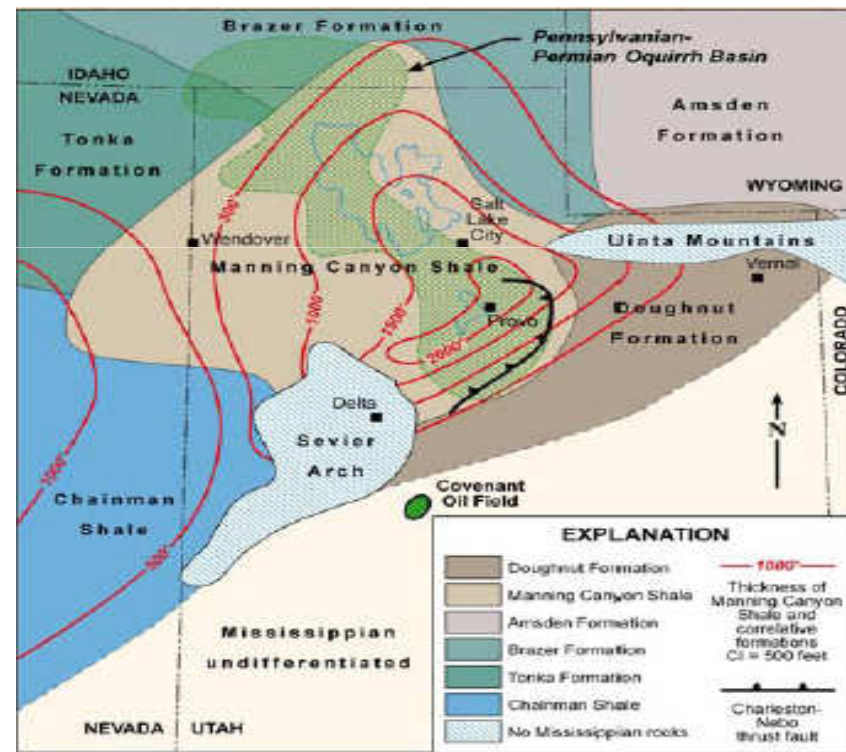 Brazer Formation
Pennsylvanian-
Permian Oquirrh Basin
IDAHO
NEVADA
Tonka
Formation
Amsden
Formation
WYOMING
500'
Salt
Lake
City
Wendover
Uinta Mountains
Manning Canyon Shale
Vernal
1000'
1500'
Provo
Doughnut
Formation
2000'
COLORADO
Delta
N
Sevier
Arch
1000'
Chainman
Shale
Covenant
Oil Field
500'
Mississippian
undifferentiated
NEVADA
UTAH
EXPLANATION
Doughnut Formation
Manning Canyon Shale
Amsden Formation
Brazer Formation
Tonka Formation
Chainman Shale
No Mississippian rocks
1000'
Thickness of
Manning Canyon
Shale and
correlative
formations
CI = 500 feet
Charleston-
Nebo
thrust fault